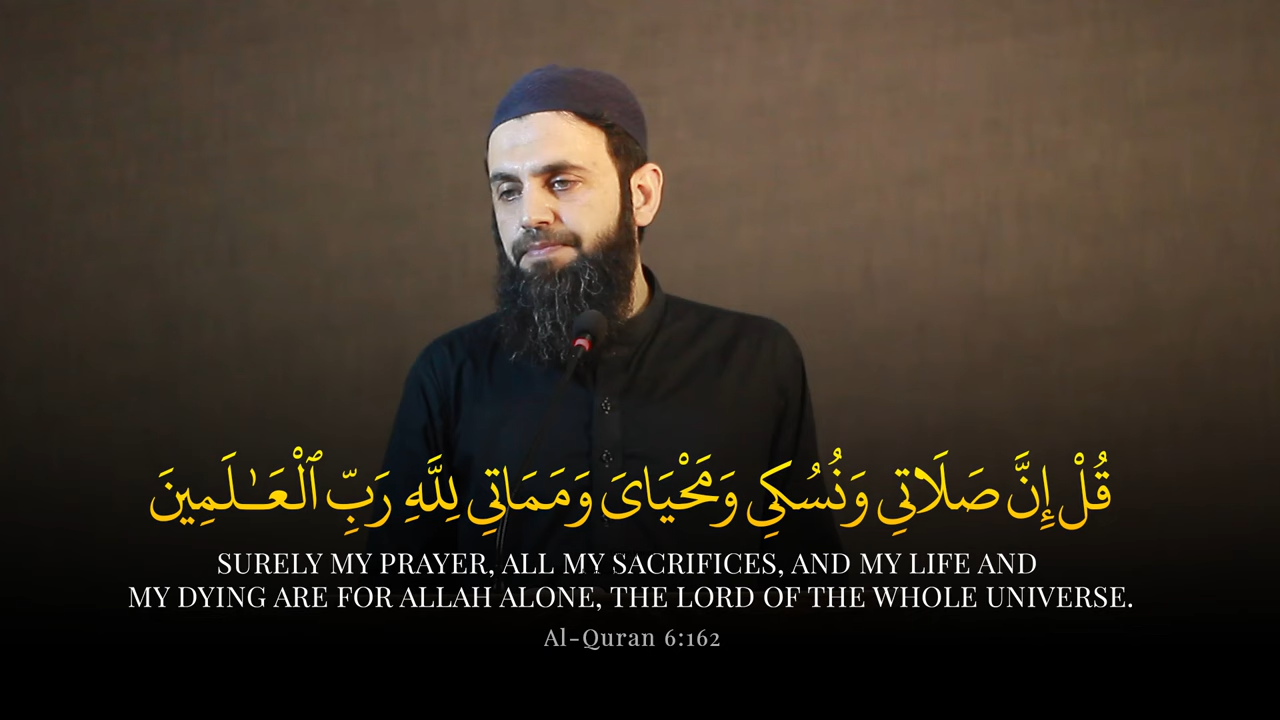 قُلْ إِنَّ صَلَاتِي وَنُسُكِي وَمَحْيَايَ وَمَمَاتِي لِلَّهِ رَبِّ ٱلْعَـٰلَمِينَ
SURELY MY PRAYER, ALL MY SACRIFICES, AND MY LIFE AND
MY DYING ARE FOR ALLAH ALONE, THE LORD OF THE WHOLE UNIVERSE.
Al-Quran 6:162